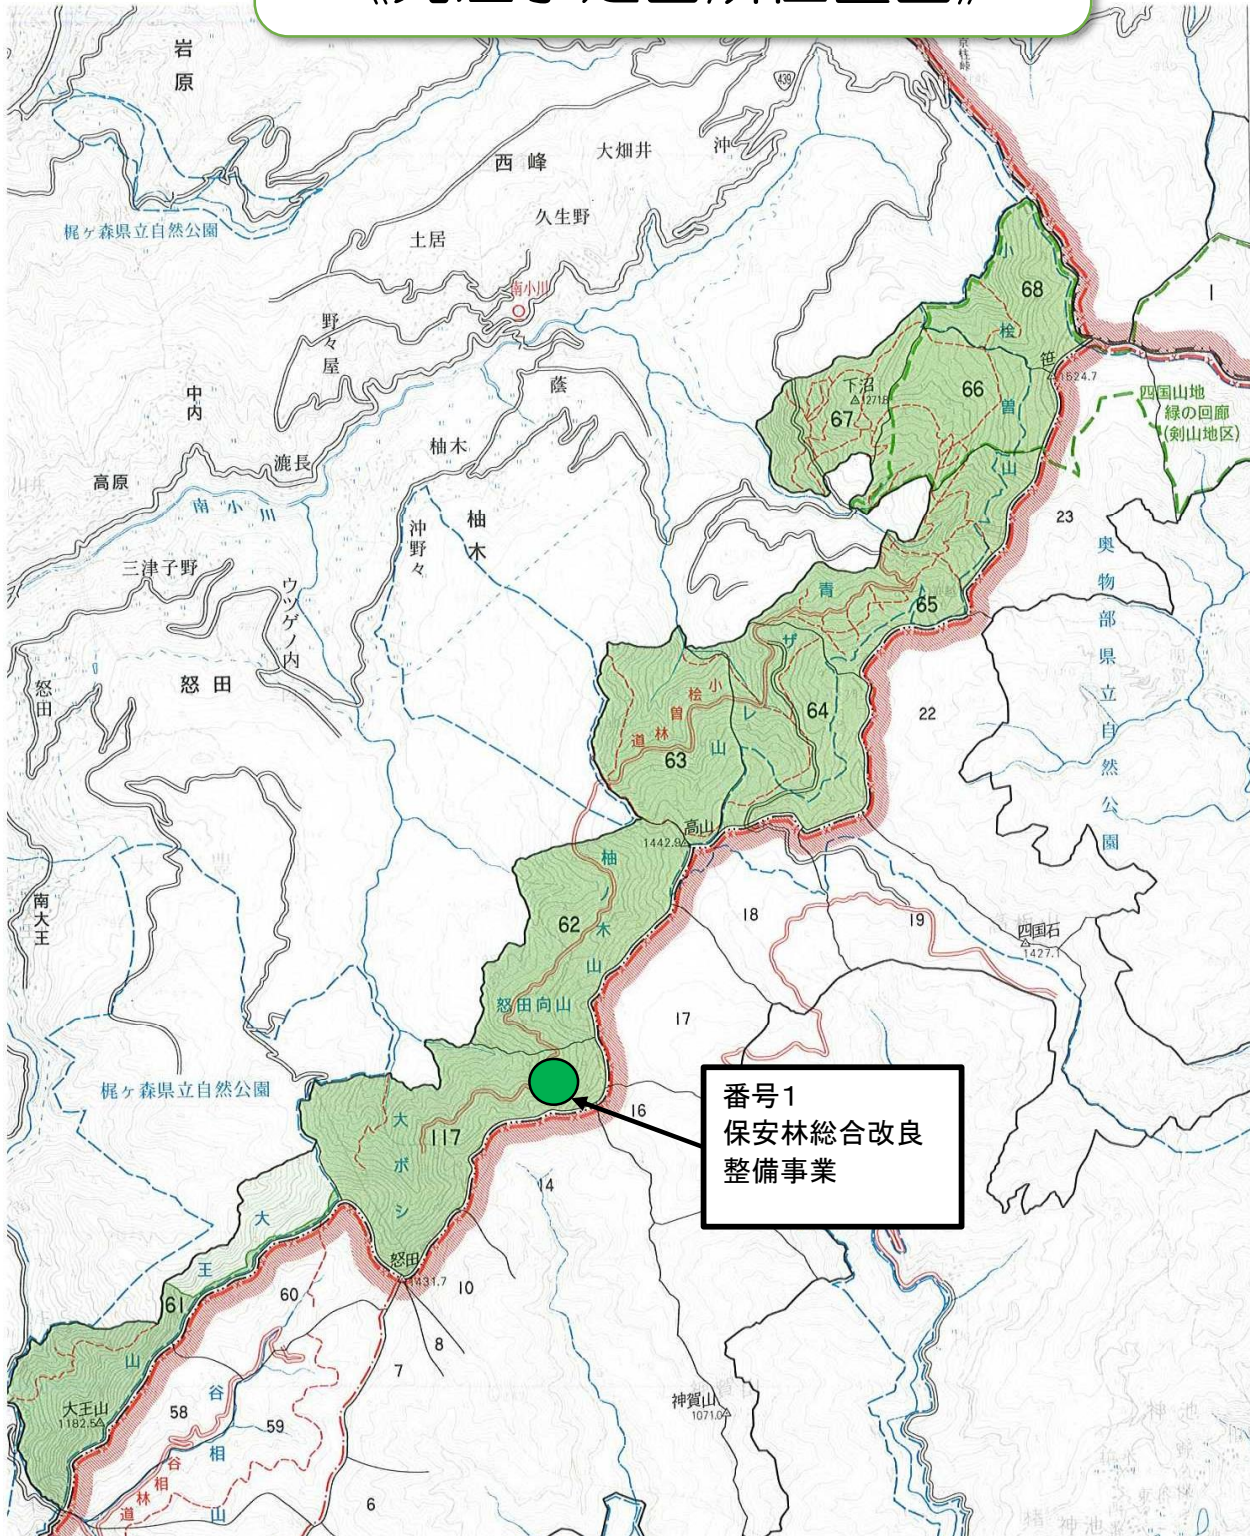 岩原
439
京柱峠
西峰
大畑井
沖
久生野
土居
梶ヶ森県立自然公園
南小川
野々屋
小
68
1
桧
笹
1524.7
蔭
下沼
1271.8
66
67
曽
四国山地
緑の回廊
(剣山地区)
中内
柚木
漉長
高原
南小川
沖野々
柚木
山
23
奥物部県立自然公園
三津子野
ウツゲノ内
青
65
ザ
怒田
怒田
小桧曽
林道
レ
64
22
山
63
高山
1442.9
柚ノ木山
南大王
62
18
19
四国石
1427.1
怒田向山
17
梶ヶ森県立自然公園
16
番号1
保安林総合改良
整備事業
大ボシ
117
14
大
王
怒田
1431.7
10
61
60
8
7
山
大王山
1182.5
58
谷
59
相
谷相
林道
山
神賀山
1071.0
6